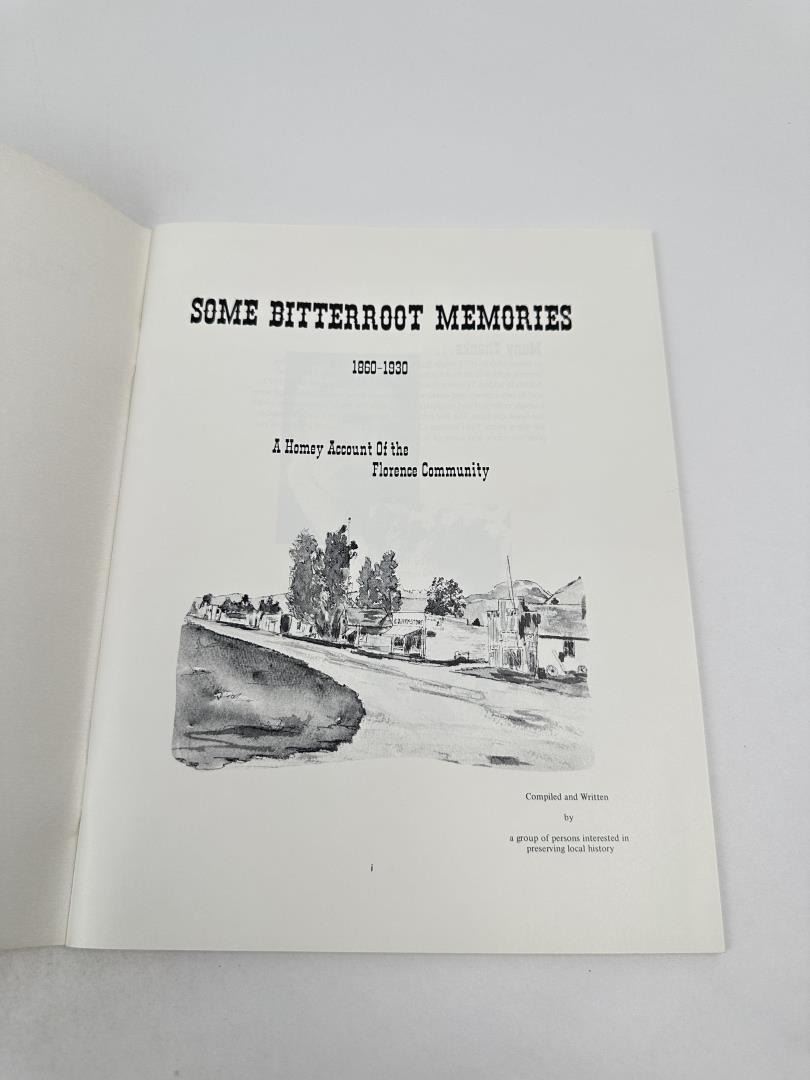 SOME BITTERROOT MEMORIES
1860-1930
A Homey Account Of the
Florence Community
Compiled and Written
by
a group of persons interested in
preserving local history
i